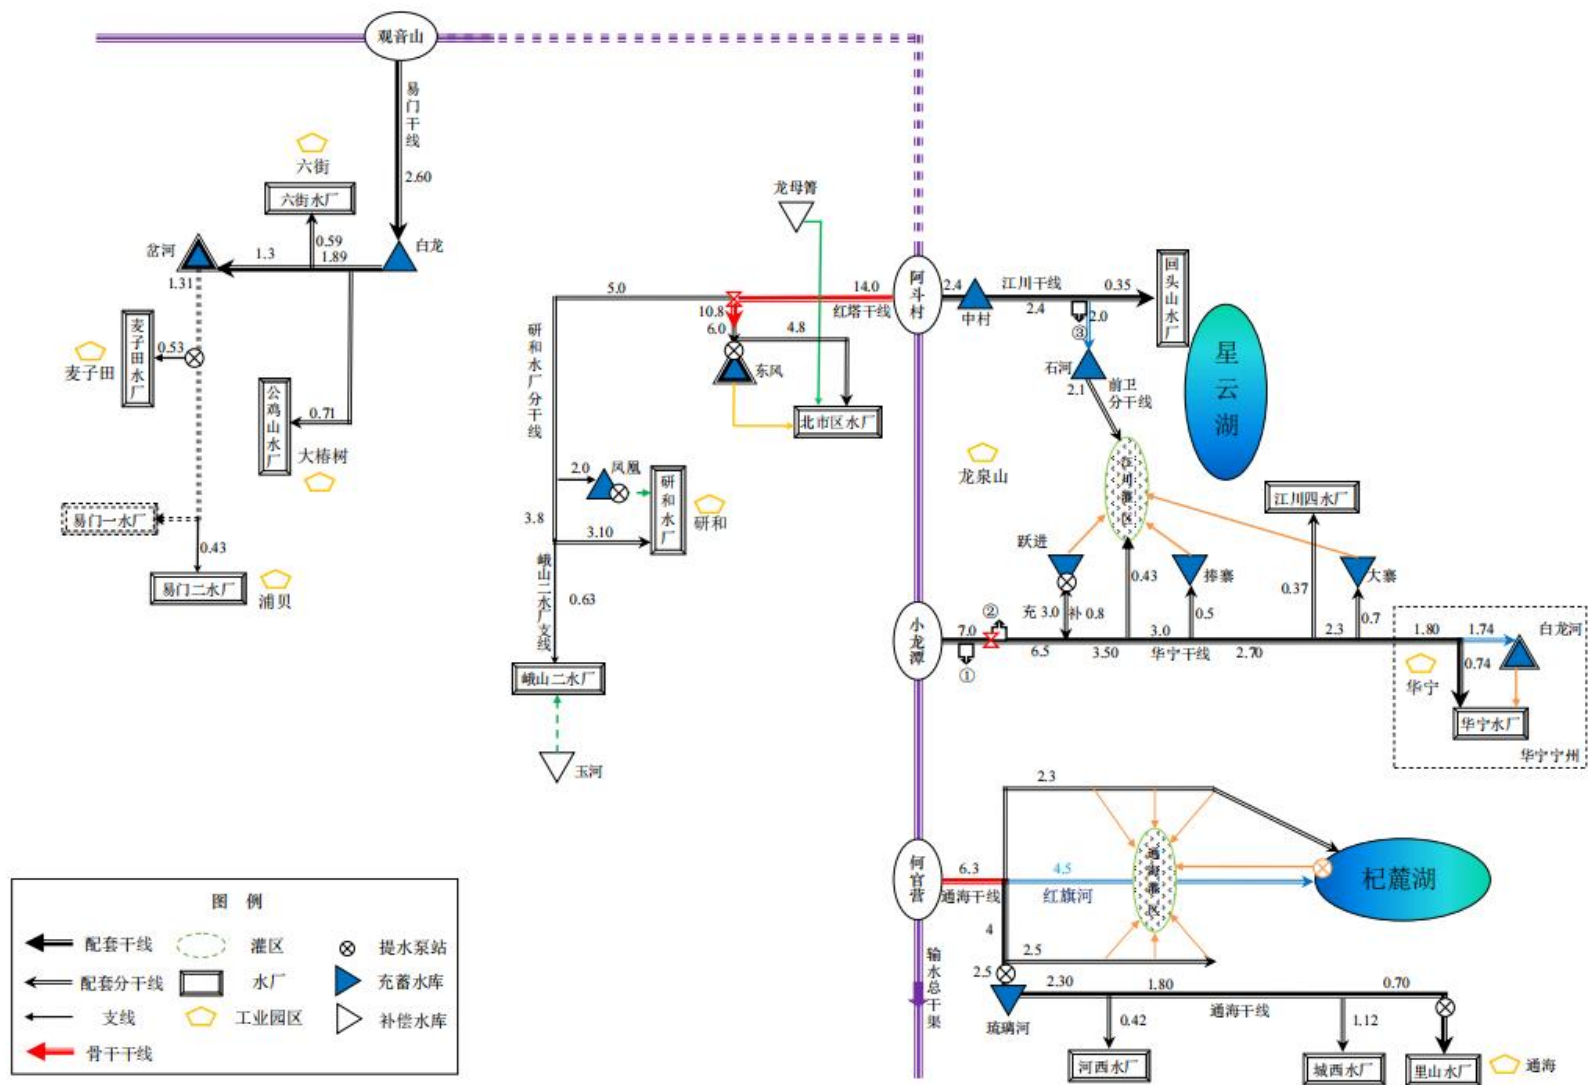 观音山
易门干线
2.60
六街
六街水厂
0.59
1.89
1.3
岔河
白龙
1.31
麦子田
麦子田水厂
0.53
公鸡山水厂
0.71
大椿树
易门一水厂
0.43
易门二水厂
浦贝
龙母箐
阿斗村
14.0
红塔干线
5.0
10.8
6.0
4.8
东风
北市区水厂
研和水厂分干线
2.0
凤凰
研和水厂
研和
3.8
3.10
峨山二水厂支线
0.63
峨山二水厂
玉河
2.4
中村
江川干线
2.4
0.35
回头山水厂
③
2.0
石河
2.1
前卫
分干线
星云湖
龙泉山
江川灌区
江川四水厂
跃进
0.43
捧寨
0.37
大寨
充 3.0 补 0.8
0.5
0.7
小龙潭
7.0
②
①
6.5
3.50
3.0
华宁干线
2.70
2.3
1.80
1.74
白龙河
0.74
华宁
华宁水厂
华宁宁州
何官营
6.3
通海干线
2.3
4.5
红旗河
通海灌区
杞麓湖
4
2.5
2.5
琉璃河
2.30
1.80
0.70
通海干线
0.42
1.12
河西水厂
城西水厂
里山水厂
通海
输水总干渠
图 例
配套干线
灌区
提水泵站
配套分干线
水厂
充蓄水库
支线
工业园区
补偿水库
骨干干线